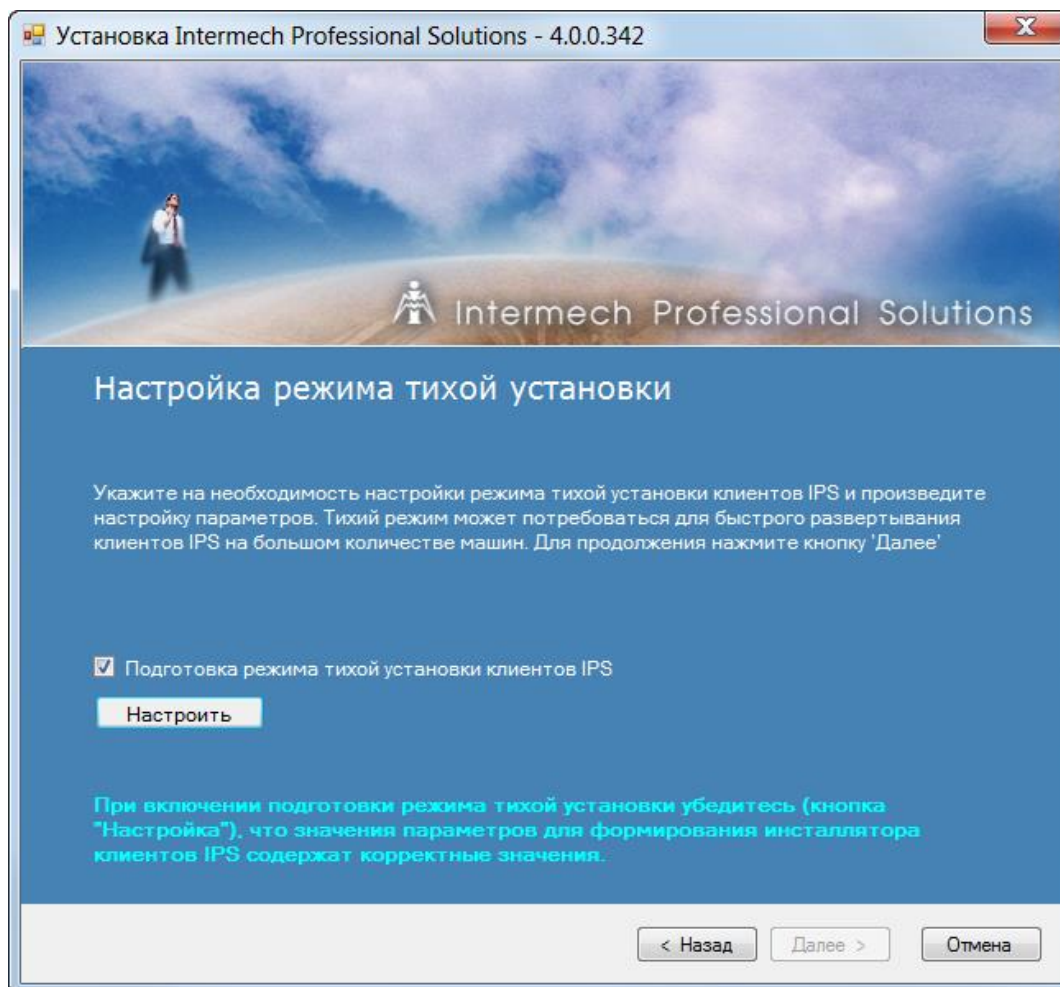 Установка Intermech Professional Solutions - 4.0.0.342
Intermech Professional Solutions
Настройка режима тихой установки
Укажите на необходимость настройки режима тихой установки клиентов IPS и произведите
настройку параметров. Тихий режим может потребоваться для быстрого развертывания
клиентов IPS на большом количестве машин. Для продолжения нажмите кнопку 'Далее'
Подготовка режима тихой установки клиентов IPS
Настроить
При включении подготовки режима тихой установки убедитесь (кнопка
"Настройка"), что значения параметров для формирования инсталлятора
клиентов IPS содержат корректные значения.
< Назад
Далее >
Отмена